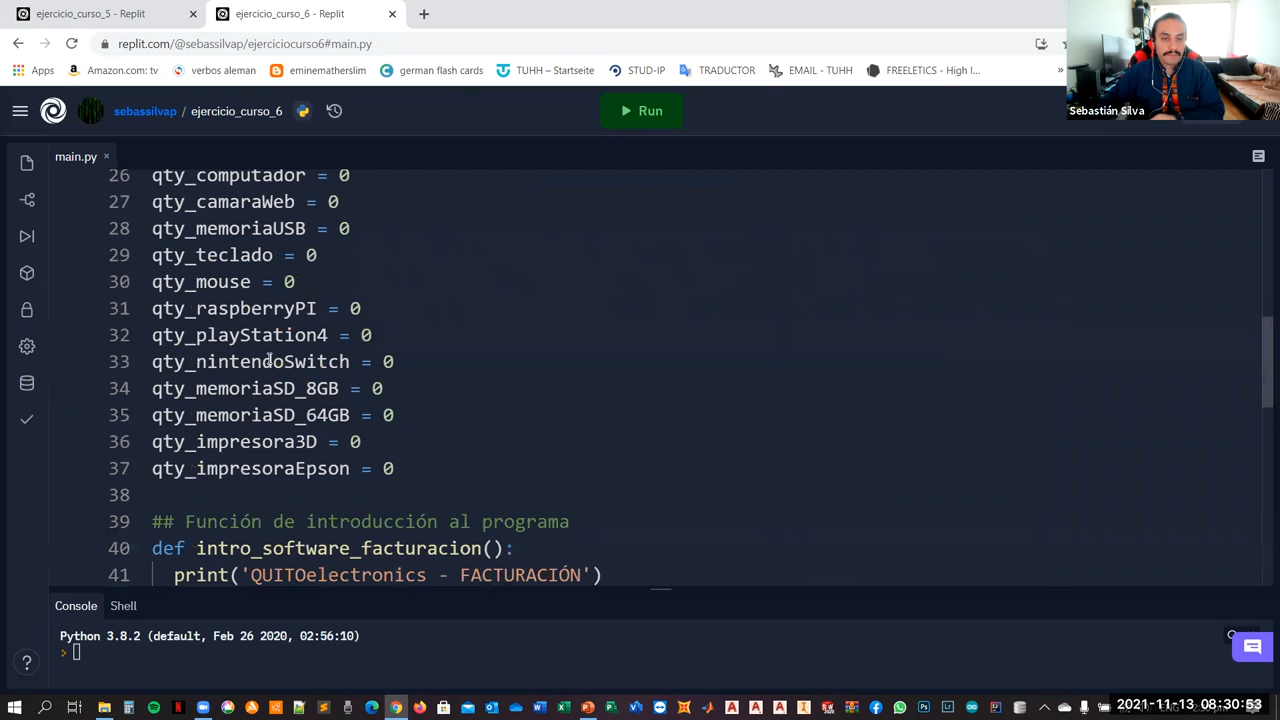 ejercicio_curso_5 - Replit
ejercicio_curso_6 - Replit
replit.com/@sebassilvap/ejerciciocurso6#main.py
Apps
Amazon.com: tv
verbos aleman
eminematherslim
german flash cards
TUHH – Startseite
STUD-IP
TRADUCTOR
EMAIL - TUHH
FREELETICS - High I...
»
Sebastián Silva
sebassilvap / ejercicio_curso_6
Run
main.py
26 qty_computador = 0
27 qty_camaraWeb = 0
28 qty_memoriaUSB = 0
29 qty_teclado = 0
30 qty_mouse = 0
31 qty_raspberryPI = 0
32 qty_playStation4 = 0
33 qty_nintendoSwitch = 0
34 qty_memoriaSD_8GB = 0
35 qty_memoriaSD_64GB = 0
36 qty_impresora3D = 0
37 qty_impresoraEpson = 0
38
39 ## Función de introducción al programa
40 def intro_software_facturacion():
41 print('QUITOelectronics - FACTURACIÓN')
Console
Shell
Python 3.8.2 (default, Feb 26 2020, 02:56:10)
>
?
2021-11-13 08:30:53